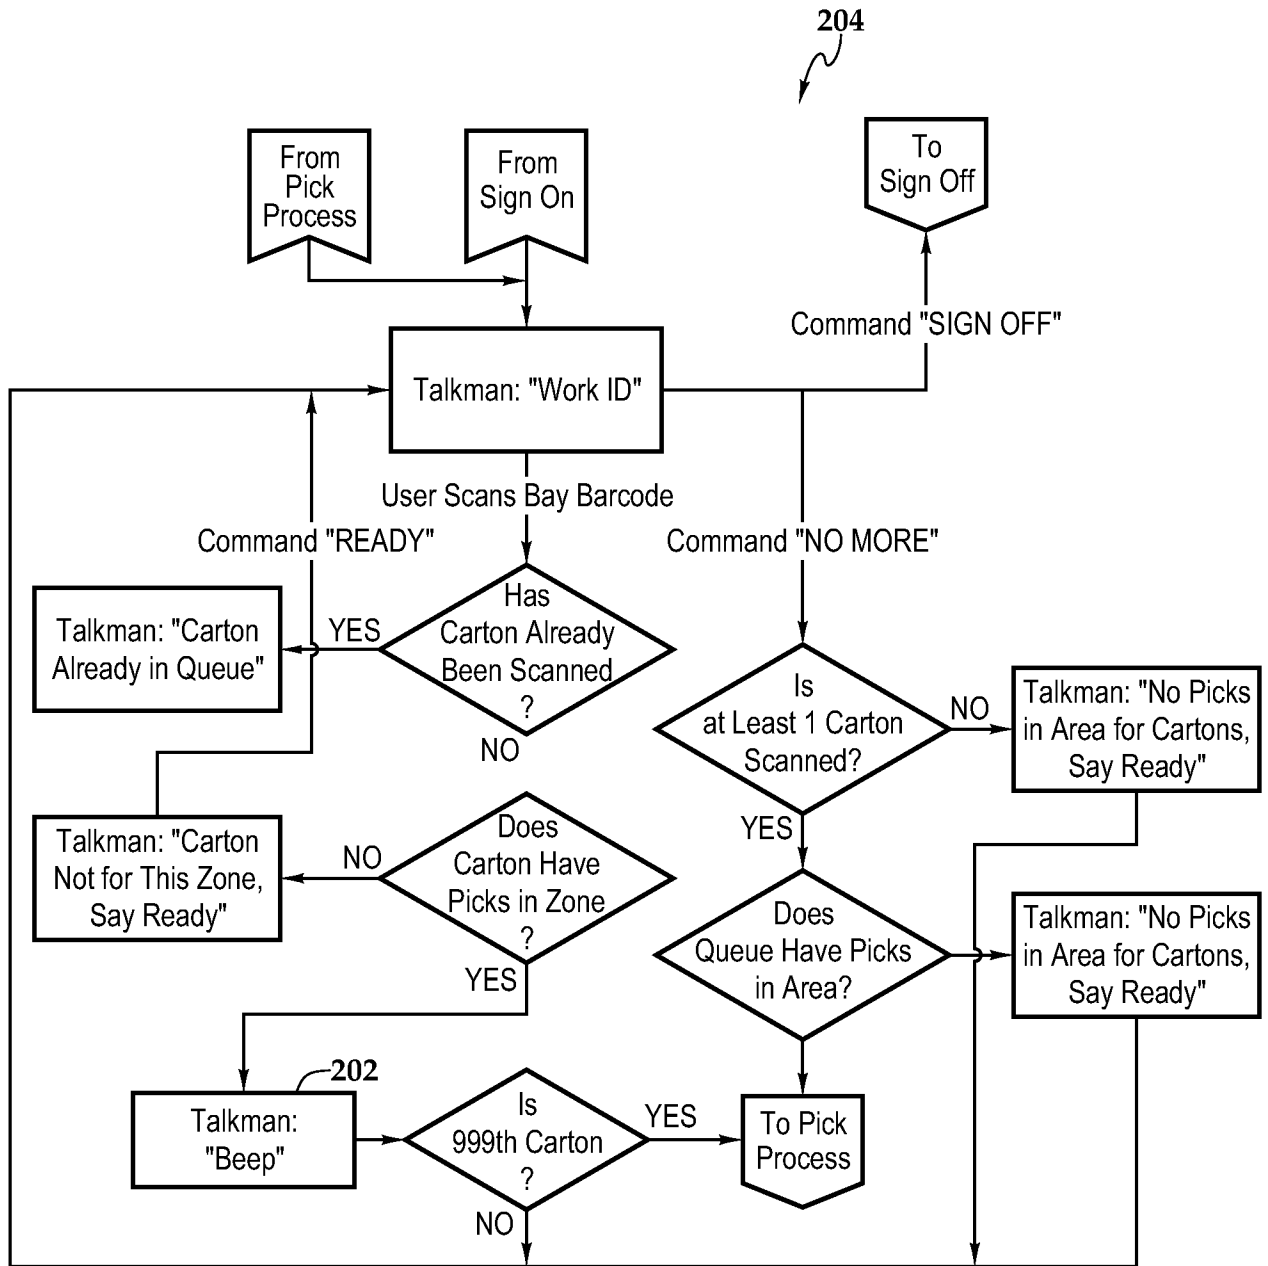 204
From
Pick
Process
From
Sign On
To
Sign Off
Command "SIGN OFF"
Talkman: "Work ID"
User Scans Bay Barcode
Command "READY"
Command "NO MORE"
Talkman: "Carton
Already in Queue"
YES
Has
Carton Already
Been Scanned
?
NO
Is
at Least 1 Carton
Scanned?
NO
Talkman: "No Picks
in Area for Cartons,
Say Ready"
YES
Talkman: "Carton
Not for This Zone,
Say Ready"
NO
Does
Carton Have
Picks in Zone
?
YES
Does
Queue Have Picks
in Area?
Talkman: "No Picks
in Area for Cartons,
Say Ready"
202
Talkman:
"Beep"
Is
999th Carton
?
YES
To Pick
Process
NO